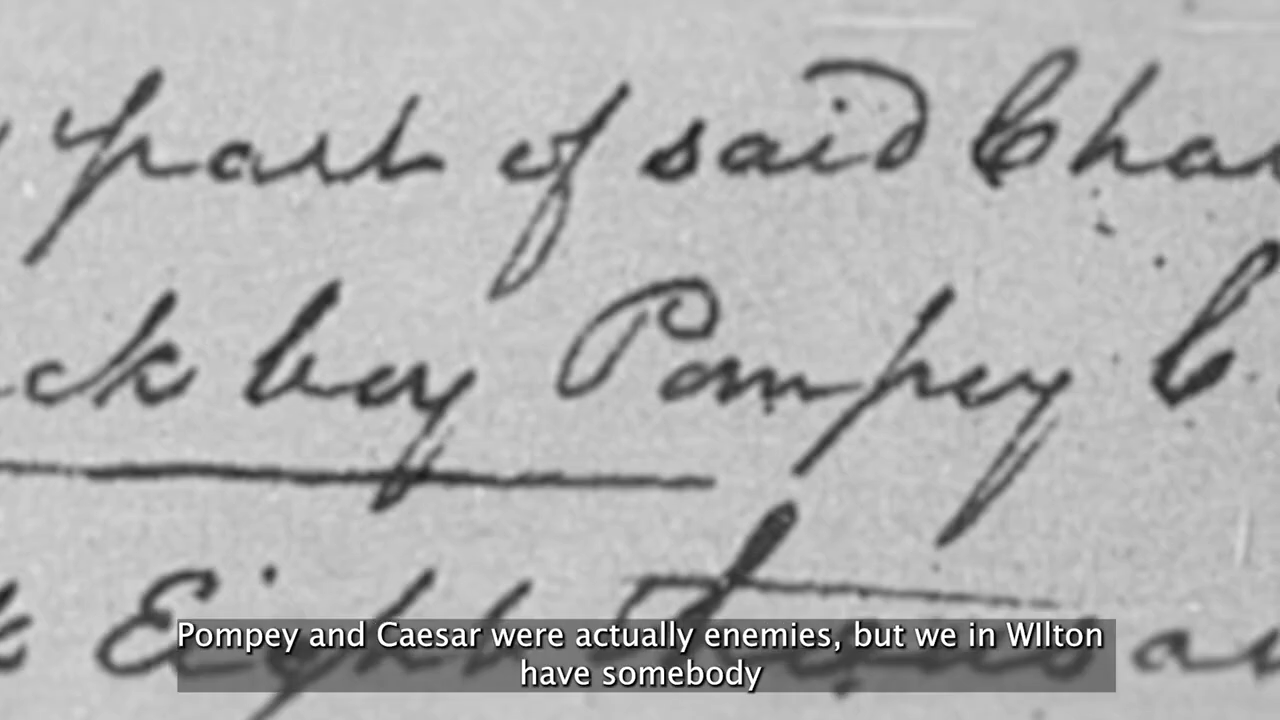 part of said Cha
ck boy Pompey C
Eight
Pompey and Caesar were actually enemies, but we in WIlton
have somebody